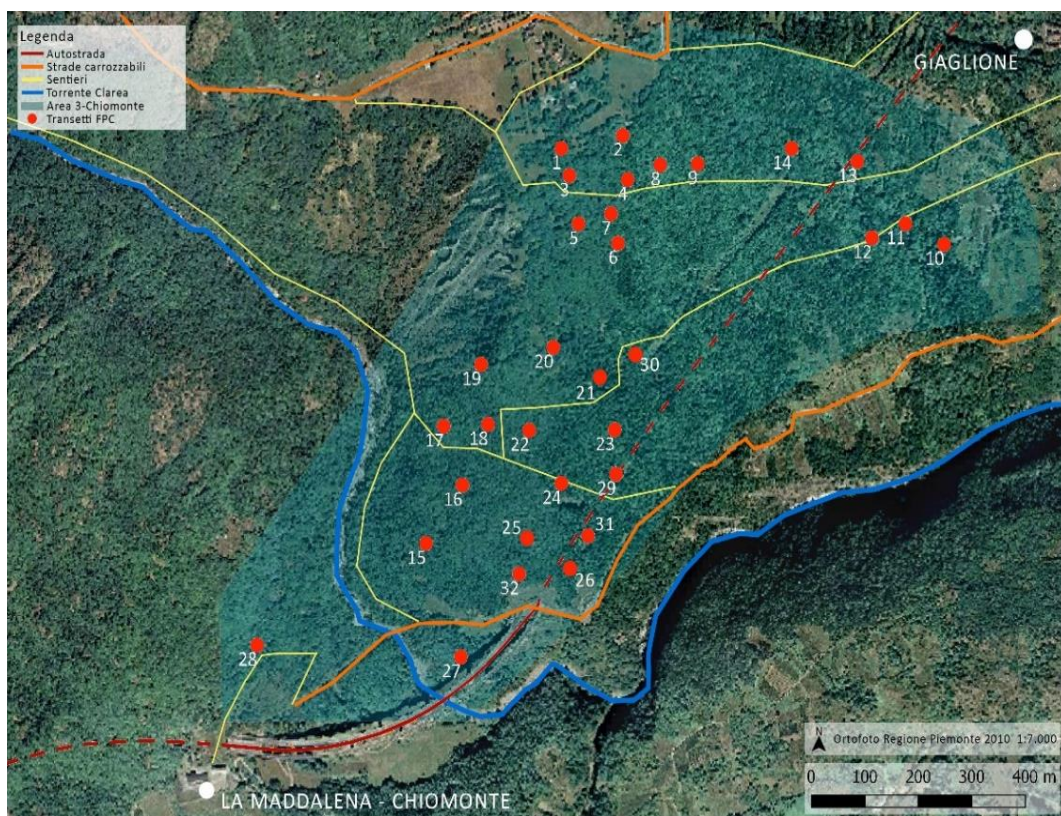 Legenda
Autostrada
Strade carrozzabili
Sentieri
Torrente Clarea
Area 3-Chiomonte
Transetti FPC
GIAGLIONE
1
2
3
4
8
9
14
13
5
7
6
12
11
10
19
20
21
30
17
18
22
23
16
24
29
15
25
31
32
26
28
27
LA MADDALENA - CHIOMONTE
N
Ortofoto Regione Piemonte 2010 1:7.000
0 100 200 300 400 m